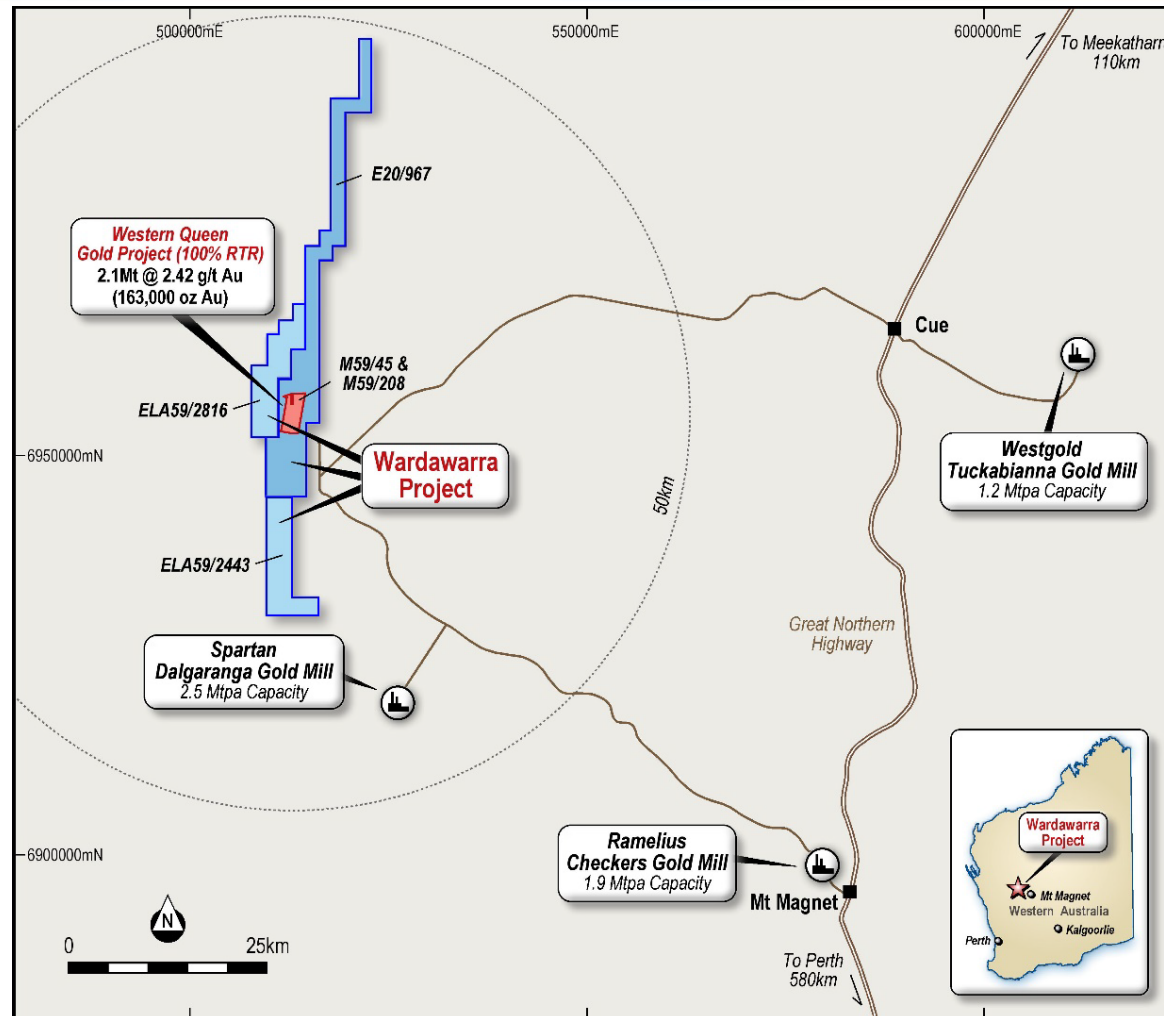 500000mE
550000mE
600000mE
To Meekatharr
110km
E20/967
Western Queen
Gold Project (100% RTR)
2.1Mt @ 2.42 g/t Au
(163,000 oz Au)
Cue
M59/45 &
M59/208
ELA59/2816
Westgold
Tuckabianna Gold Mill
1.2 Mtpa Capacity
6950000mN
Wardawarra
Project
50km
ELA59/2443
Great Northern
Highway
Spartan
Dalgaranga Gold Mill
2.5 Mtpa Capacity
6900000mN
Ramelius
Checkers Gold Mill
1.9 Mtpa Capacity
Mt Magnet
N
0 25km
To Perth
580km
Wardawarra
Project
Mt Magnet
Western Australia
Kalgoorlie
Perth